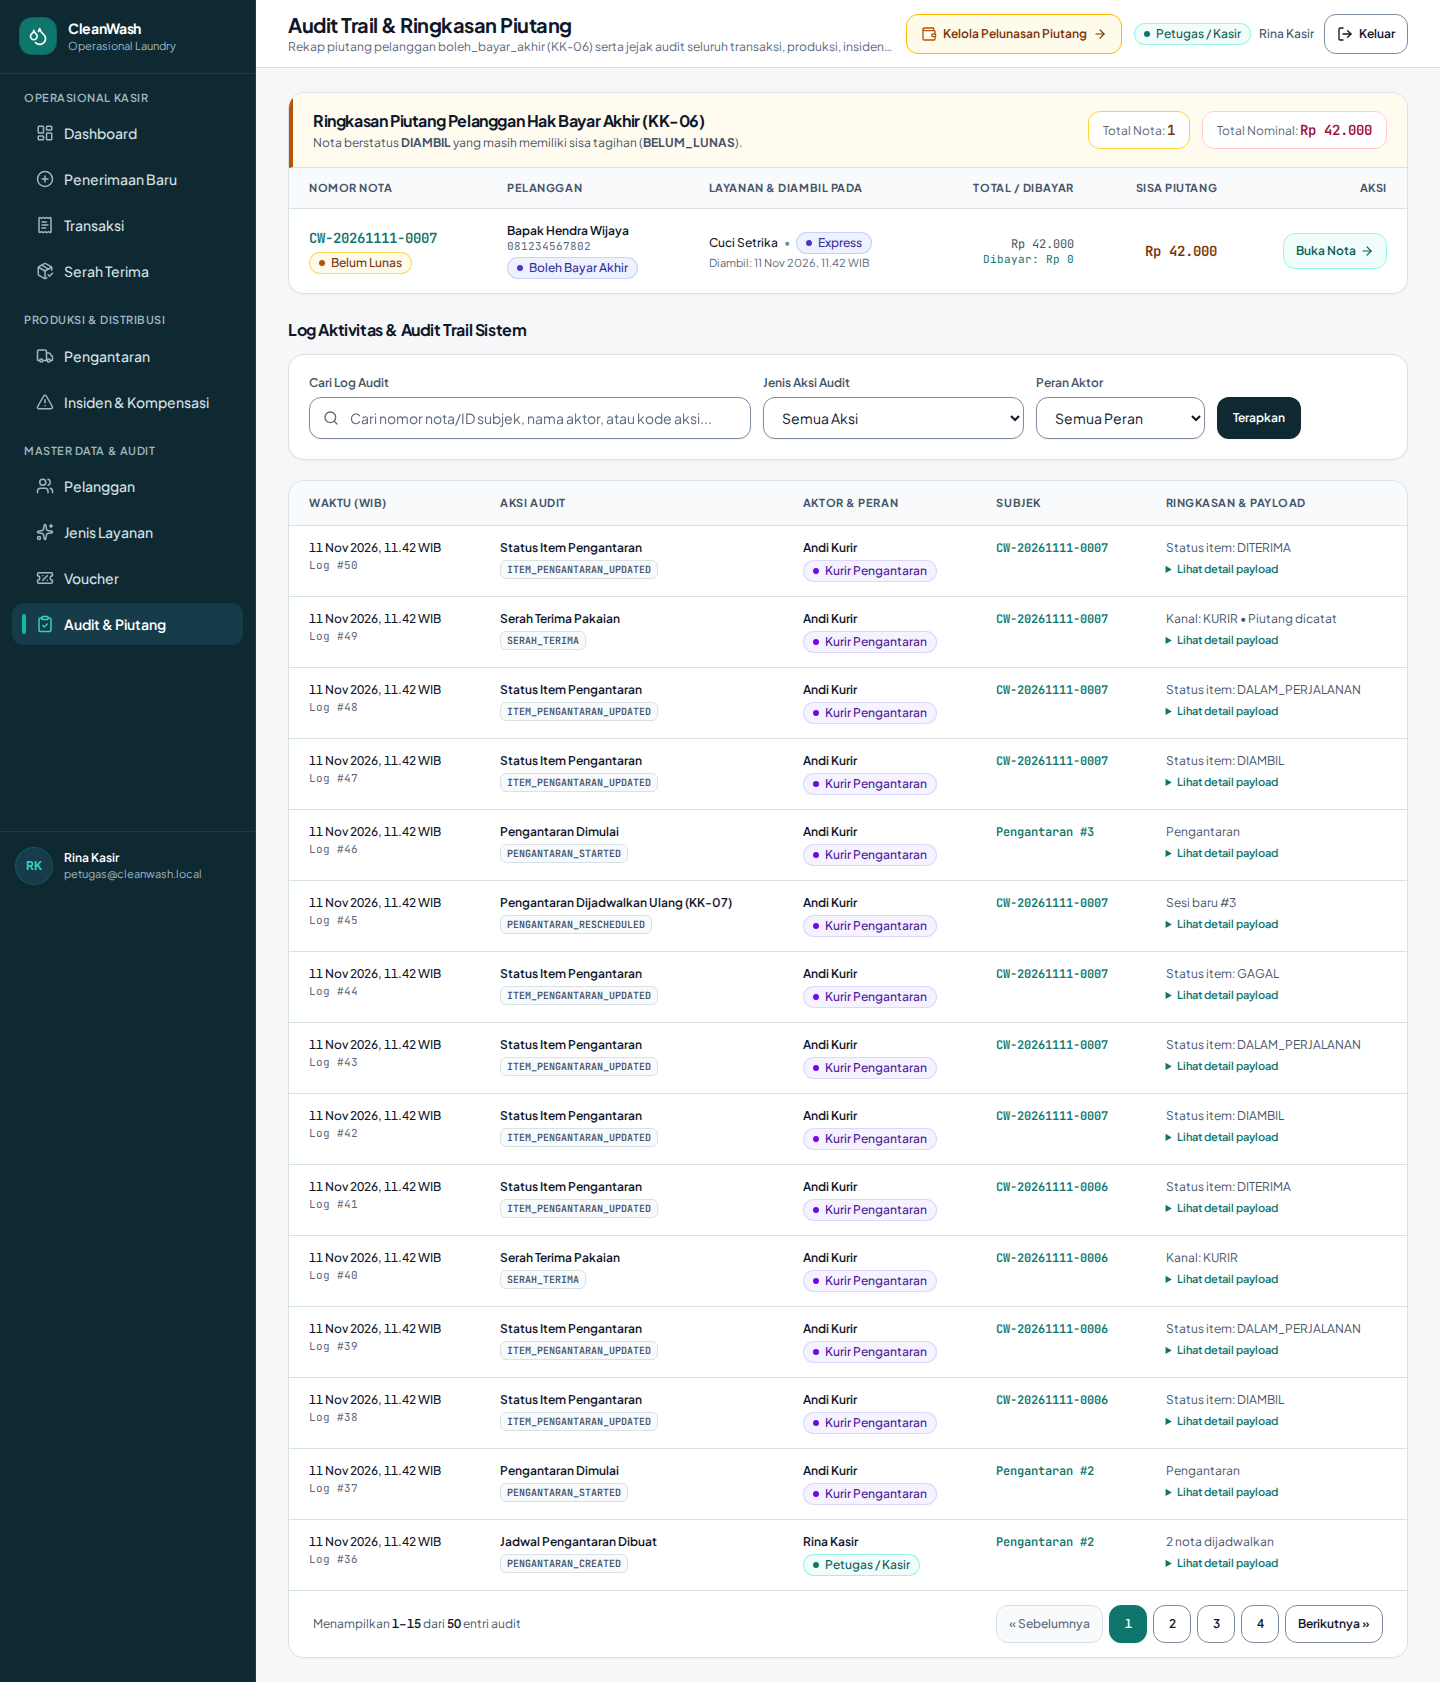 CleanWash
Operasional Laundry
OPERASIONAL KASIR
Dashboard
Penerimaan Baru
Transaksi
Serah Terima
PRODUKSI & DISTRIBUSI
Pengantaran
Insiden & Kompensasi
MASTER DATA & AUDIT
Pelanggan
Jenis Layanan
Voucher
Audit & Piutang
RK
Rina Kasir
petugas@cleanwash.local
Audit Trail & Ringkasan Piutang
Rekap piutang pelanggan boleh_bayar_akhir (KK-06) serta jejak audit seluruh transaksi, produksi, insiden...
Kelola Pelunasan Piutang →
Petugas / Kasir
Rina Kasir
Keluar
Ringkasan Piutang Pelanggan Hak Bayar Akhir (KK-06)
Nota berstatus DIAMBIL yang masih memiliki sisa tagihan (BELUM_LUNAS).
Total Nota: 1
Total Nominal: Rp 42.000
NOMOR NOTA PELANGGAN LAYANAN & DIAMBIL PADA TOTAL / DIBAYAR SISA PIUTANG AKSI
CW-20261111-0007
Belum Lunas
Bapak Hendra Wijaya
081234567802
Boleh Bayar Akhir
Cuci Setrika • Express
Diambil: 11 Nov 2026, 11.42 WIB
Rp 42.000
Dibayar: Rp 0
Rp 42.000
Buka Nota →
Log Aktivitas & Audit Trail Sistem
Cari Log Audit
Cari nomor nota/ID subjek, nama aktor, atau kode aksi...
Jenis Aksi Audit
Semua Aksi
Peran Aktor
Semua Peran
Terapkan
WAKTU (WIB) AKSI AUDIT AKTOR & PERAN SUBJEK RINGKASAN & PAYLOAD
11 Nov 2026, 11.42 WIB Status Item Pengantaran Andi Kurir CW-20261111-0007 Status item: DITERIMA
Log #50 ITEM_PENGANTARAN_UPDATED Kurir Pengantaran Lihat detail payload
11 Nov 2026, 11.42 WIB Serah Terima Pakaian Andi Kurir CW-20261111-0007 Kanal: KURIR • Piutang dicatat
Log #49 SERAH_TERIMA Kurir Pengantaran Lihat detail payload
11 Nov 2026, 11.42 WIB Status Item Pengantaran Andi Kurir CW-20261111-0007 Status item: DALAM_PERJALANAN
Log #48 ITEM_PENGANTARAN_UPDATED Kurir Pengantaran Lihat detail payload
11 Nov 2026, 11.42 WIB Status Item Pengantaran Andi Kurir CW-20261111-0007 Status item: DIAMBIL
Log #47 ITEM_PENGANTARAN_UPDATED Kurir Pengantaran Lihat detail payload
11 Nov 2026, 11.42 WIB Pengantaran Dimulai Andi Kurir Pengantaran #3 Pengantaran
Log #46 PENGANTARAN_STARTED Kurir Pengantaran Lihat detail payload
11 Nov 2026, 11.42 WIB Pengantaran Dijadwalkan Ulang (KK-07) Andi Kurir CW-20261111-0007 Sesi baru #3
Log #45 PENGANTARAN_RESCHEDULED Kurir Pengantaran Lihat detail payload
11 Nov 2026, 11.42 WIB Status Item Pengantaran Andi Kurir CW-20261111-0007 Status item: GAGAL
Log #44 ITEM_PENGANTARAN_UPDATED Kurir Pengantaran Lihat detail payload
11 Nov 2026, 11.42 WIB Status Item Pengantaran Andi Kurir CW-20261111-0007 Status item: DALAM_PERJALANAN
Log #43 ITEM_PENGANTARAN_UPDATED Kurir Pengantaran Lihat detail payload
11 Nov 2026, 11.42 WIB Status Item Pengantaran Andi Kurir CW-20261111-0007 Status item: DIAMBIL
Log #42 ITEM_PENGANTARAN_UPDATED Kurir Pengantaran Lihat detail payload
11 Nov 2026, 11.42 WIB Status Item Pengantaran Andi Kurir CW-20261111-0006 Status item: DITERIMA
Log #41 ITEM_PENGANTARAN_UPDATED Kurir Pengantaran Lihat detail payload
11 Nov 2026, 11.42 WIB Serah Terima Pakaian Andi Kurir CW-20261111-0006 Kanal: KURIR
Log #40 SERAH_TERIMA Kurir Pengantaran Lihat detail payload
11 Nov 2026, 11.42 WIB Status Item Pengantaran Andi Kurir CW-20261111-0006 Status item: DALAM_PERJALANAN
Log #39 ITEM_PENGANTARAN_UPDATED Kurir Pengantaran Lihat detail payload
11 Nov 2026, 11.42 WIB Status Item Pengantaran Andi Kurir CW-20261111-0006 Status item: DIAMBIL
Log #38 ITEM_PENGANTARAN_UPDATED Kurir Pengantaran Lihat detail payload
11 Nov 2026, 11.42 WIB Pengantaran Dimulai Andi Kurir Pengantaran #2 Pengantaran
Log #37 PENGANTARAN_STARTED Kurir Pengantaran Lihat detail payload
11 Nov 2026, 11.42 WIB Jadwal Pengantaran Dibuat Rina Kasir Pengantaran #2 2 nota dijadwalkan
Log #36 PENGANTARAN_CREATED Petugas / Kasir Lihat detail payload
Menampilkan 1–15 dari 50 entri audit
« Sebelumnya 1 2 3 4 Berikutnya »